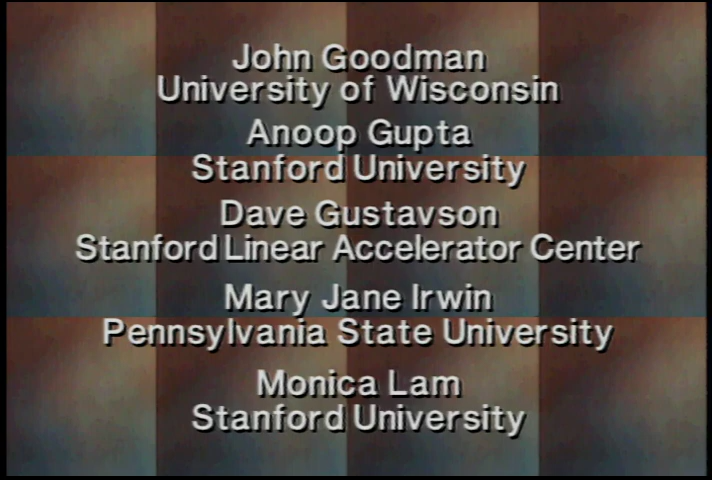 John Goodman
University of Wisconsin
Anoop Gupta
Stanford University
Dave Gustavson
Stanford Linear Accelerator Center
Mary Jane Irwin
Pennsylvania State University
Monica Lam
Stanford University